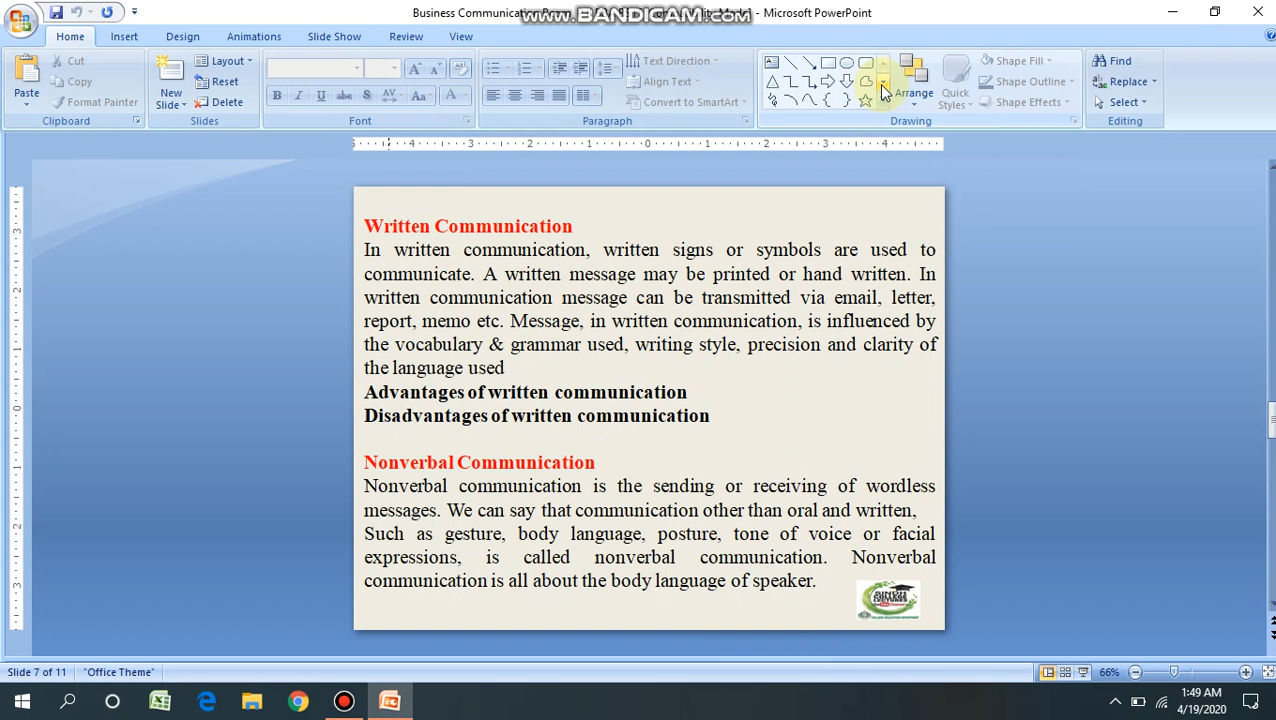 Business Communication
- Microsoft PowerPoint
www.BANDICAM.com
Home Insert Design Animations Slide Show Review View
Paste
Cut
Copy
Format Painter
Clipboard
New
Slide
Layout
Reset
Delete
Slides
Font
Text Direction
Align Text
Convert to SmartArt
Paragraph
Arrange
Quick
Styles
Shape Fill
Shape Outline
Shape Effects
Drawing
Find
Replace
Select
Editing
Written Communication
In written communication, written signs or symbols are used to
communicate. A written message may be printed or hand written. In
written communication message can be transmitted via email, letter,
report, memo etc. Message, in written communication, is influenced by
the vocabulary & grammar used, writing style, precision and clarity of
the language used
Advantages of written communication
Disadvantages of written communication
Nonverbal Communication
Nonverbal communication is the sending or receiving of wordless
messages. We can say that communication other than oral and written,
Such as gesture, body language, posture, tone of voice or facial
expressions, is called nonverbal communication. Nonverbal
communication is all about the body language of speaker.
SINDH
COLLEGE
LECTURES
Slide 7 of 11 "Office Theme" 66%
1:49 AM
4/19/2020